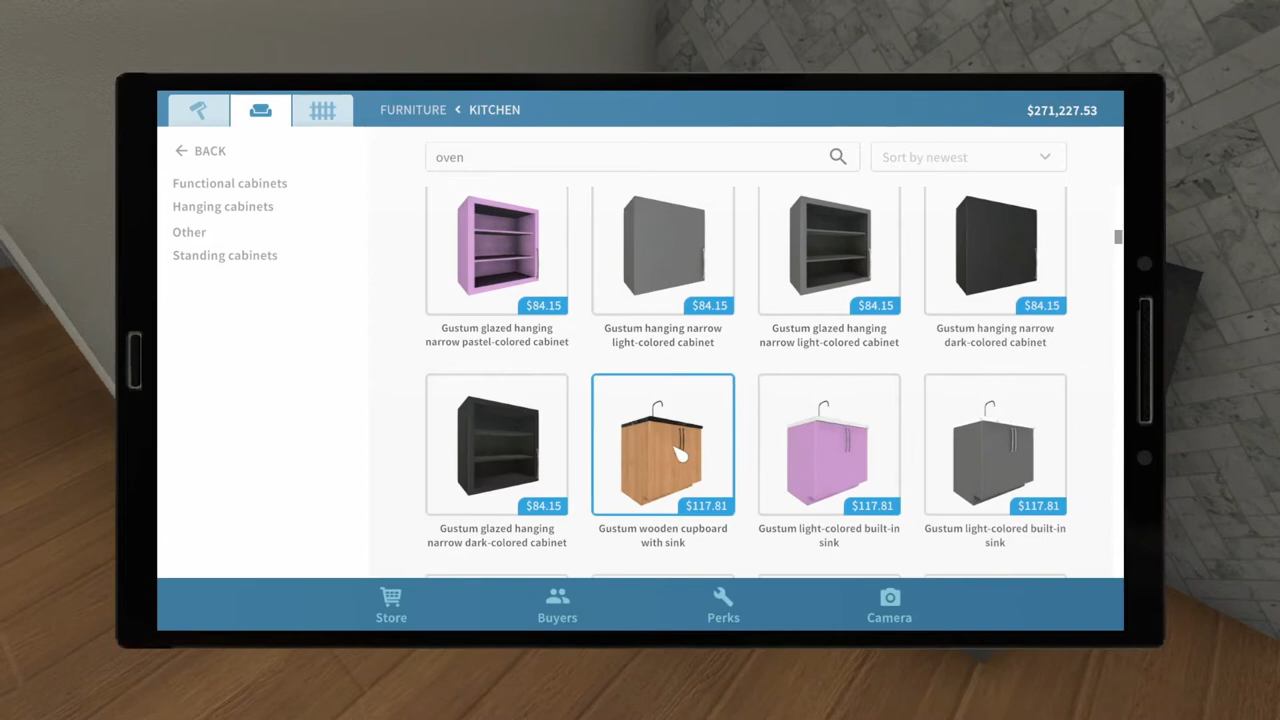 FURNITURE < KITCHEN
$271,227.53
BACK
Functional cabinets
Hanging cabinets
Other
Standing cabinets
oven
Sort by newest
$84.15
$84.15
$84.15
$84.15
Gustum glazed hanging
narrow pastel-colored cabinet
Gustum hanging narrow
light-colored cabinet
Gustum glazed hanging
narrow light-colored cabinet
Gustum hanging narrow
dark-colored cabinet
$84.15
$117.81
$117.81
$117.81
Gustum glazed hanging
narrow dark-colored cabinet
Gustum wooden cupboard
with sink
Gustum light-colored built-in
sink
Gustum light-colored built-in
sink
Store
Buyers
Perks
Camera